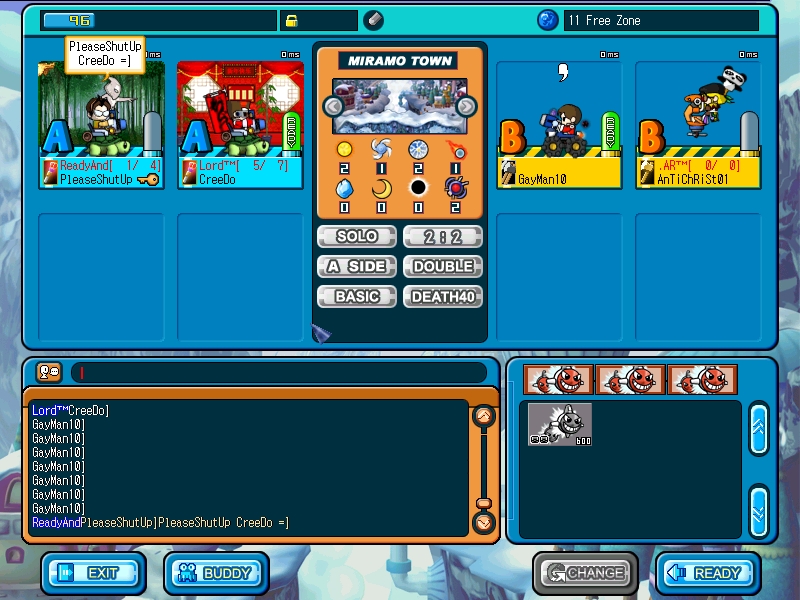 96
11 Free Zone
PleaseShutUp
CreeDo =]
0ms
0ms
0ms
0ms
MIRAMO TOWN
A
A
B
B
ReadyAnd[ 1/ 4]
PleaseShutUp
Lord™[ 5/ 7]
CreeDo
GayMan10
.AR™[ 0/ 0]
AnTiChRiSt01
2 1 2 1
0 0 0 2
SOLO
2:2
A SIDE
DOUBLE
BASIC
DEATH40
Lord™CreeDo]
GayMan10]
GayMan10]
GayMan10]
GayMan10]
GayMan10]
GayMan10]
GayMan10]
ReadyAndPleaseShutUp]PleaseShutUp CreeDo =]
600
EXIT
BUDDY
CHANGE
READY